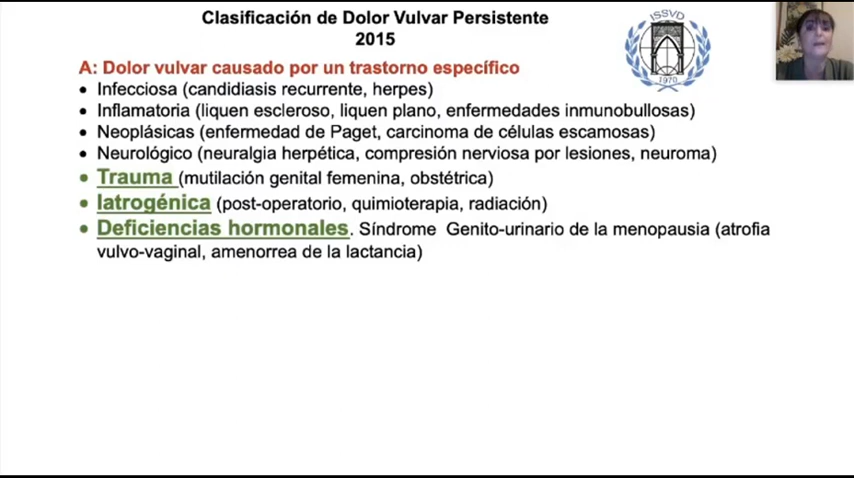 Clasificación de Dolor Vulvar Persistente
2015
ISSVD
1970
A: Dolor vulvar causado por un trastorno específico
• Infecciosa (candidiasis recurrente, herpes)
• Inflamatoria (liquen escleroso, liquen plano, enfermedades inmunobullosas)
• Neoplásicas (enfermedad de Paget, carcinoma de células escamosas)
• Neurológico (neuralgia herpética, compresión nerviosa por lesiones, neuroma)
• Trauma (mutilación genital femenina, obstétrica)
• Iatrogénica (post-operatorio, quimioterapia, radiación)
• Deficiencias hormonales. Síndrome Genito-urinario de la menopausia (atrofia
vulvo-vaginal, amenorrea de la lactancia)